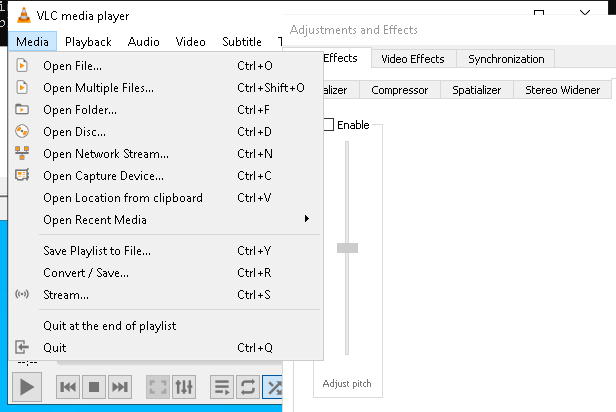 VLC media player
Adjustments and Effects
Media Playback Audio Video Subtitle
Effects Video Effects Synchronization
Compressor Spatializer Stereo Widener
Enable
Open File... Ctrl+O
Open Multiple Files... Ctrl+Shift+O
Open Folder... Ctrl+F
Open Disc... Ctrl+D
Open Network Stream... Ctrl+N
Open Capture Device... Ctrl+C
Open Location from clipboard Ctrl+V
Open Recent Media
Save Playlist to File... Ctrl+Y
Convert / Save... Ctrl+R
Stream... Ctrl+S
Quit at the end of playlist
Quit Ctrl+Q
--:--
Adjust pitch